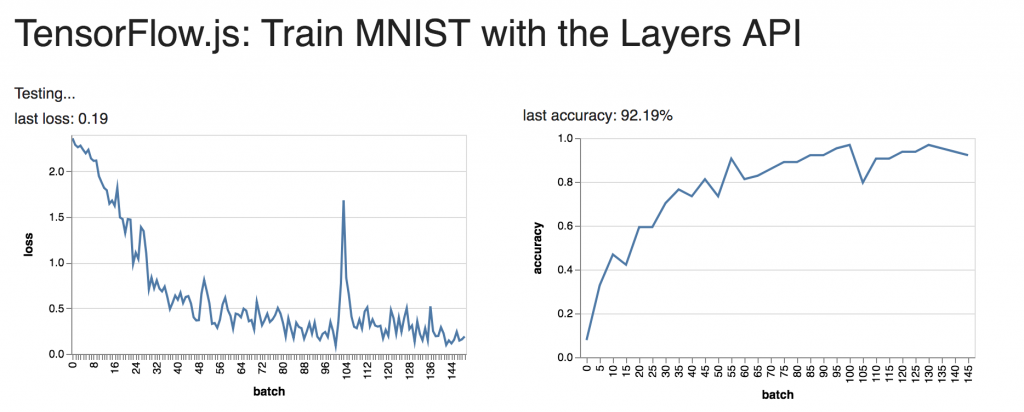 TensorFlow.js: Train MNIST with the Layers API
Testing...
last loss: 0.19
loss
2.0
1.5
1.0
0.5
0.0
0 8 16 24 32 40 48 56 64 72 80 88 96 104 112 120 128 136 144
batch
last accuracy: 92.19%
accuracy
1.0
0.8
0.6
0.4
0.2
0.0
0 5 10 15 20 25 30 35 40 45 50 55 60 65 70 75 80 85 90 95 100 105 110 115 120 125 130 135 140 145
batch